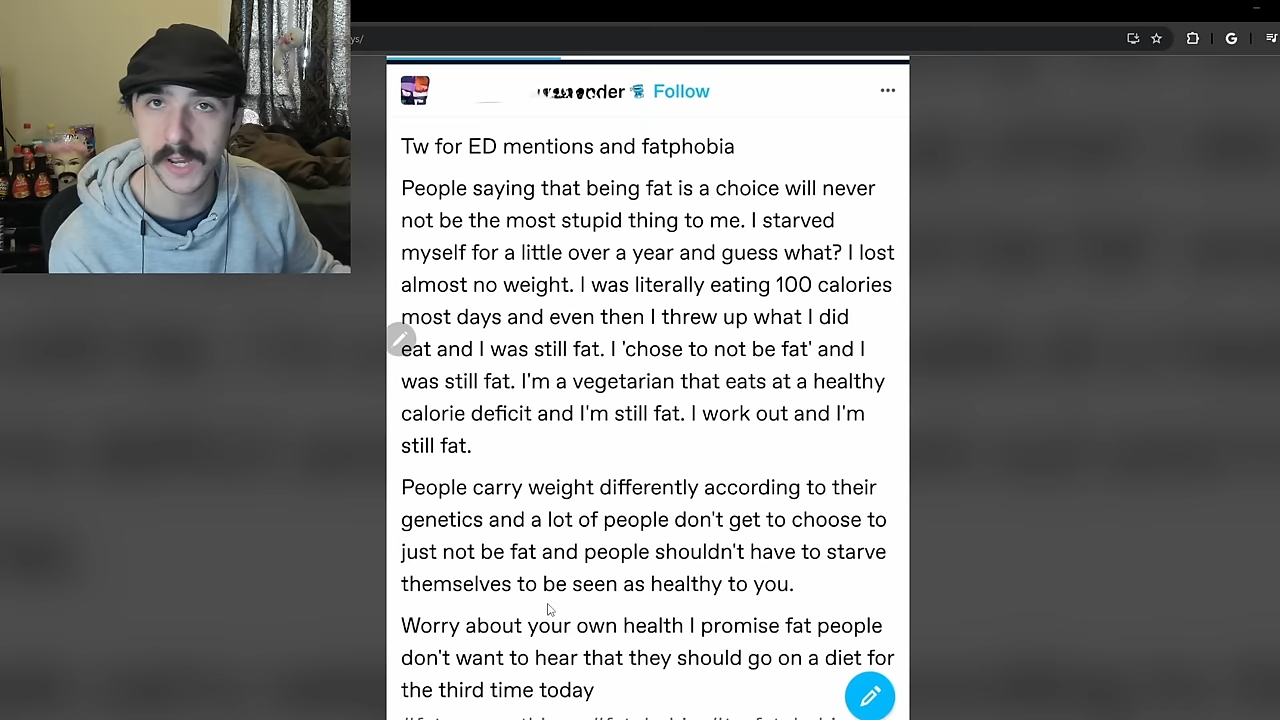 ys/
nder Follow
Tw for ED mentions and fatphobia
People saying that being fat is a choice will never
not be the most stupid thing to me. I starved
myself for a little over a year and guess what? I lost
almost no weight. I was literally eating 100 calories
most days and even then I threw up what I did
eat and I was still fat. I 'chose to not be fat' and I
was still fat. I'm a vegetarian that eats at a healthy
calorie deficit and I'm still fat. I work out and I'm
still fat.
People carry weight differently according to their
genetics and a lot of people don't get to choose to
just not be fat and people shouldn't have to starve
themselves to be seen as healthy to you.
Worry about your own health I promise fat people
don't want to hear that they should go on a diet for
the third time today